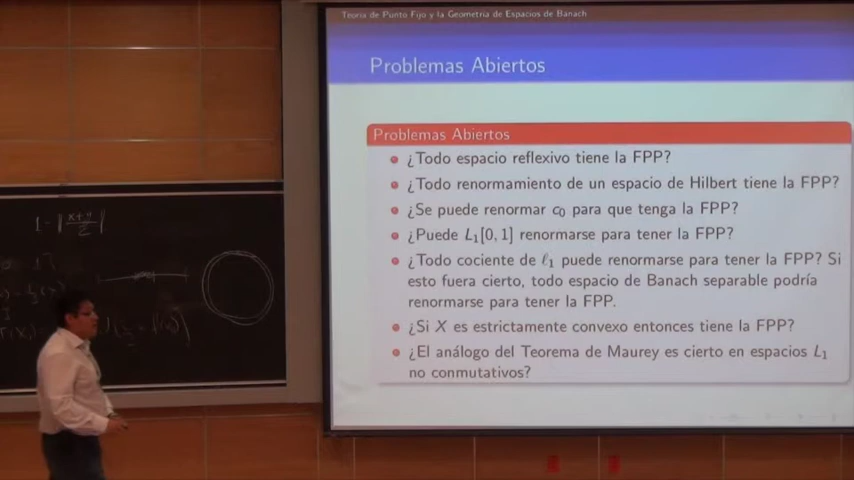 Teoría de Punto Fijo y la Geometría de Espacios de Banach
Problemas Abiertos
Problemas Abiertos
¿Todo espacio reflexivo tiene la FPP?
¿Todo renormamiento de un espacio de Hilbert tiene la FPP?
¿Se puede renormar c₀ para que tenga la FPP?
¿Puede L₁[0, 1] renormarse para tener la FPP?
¿Todo cociente de ℓ₁ puede renormarse para tener la FPP? Si
esto fuera cierto, todo espacio de Banach separable podría
renormarse para tener la FPP.
¿Si X es estrictamente convexo entonces tiene la FPP?
¿El análogo del Teorema de Maurey es cierto en espacios L₁
no conmutativos?
1 - ‖(x+y)/2‖